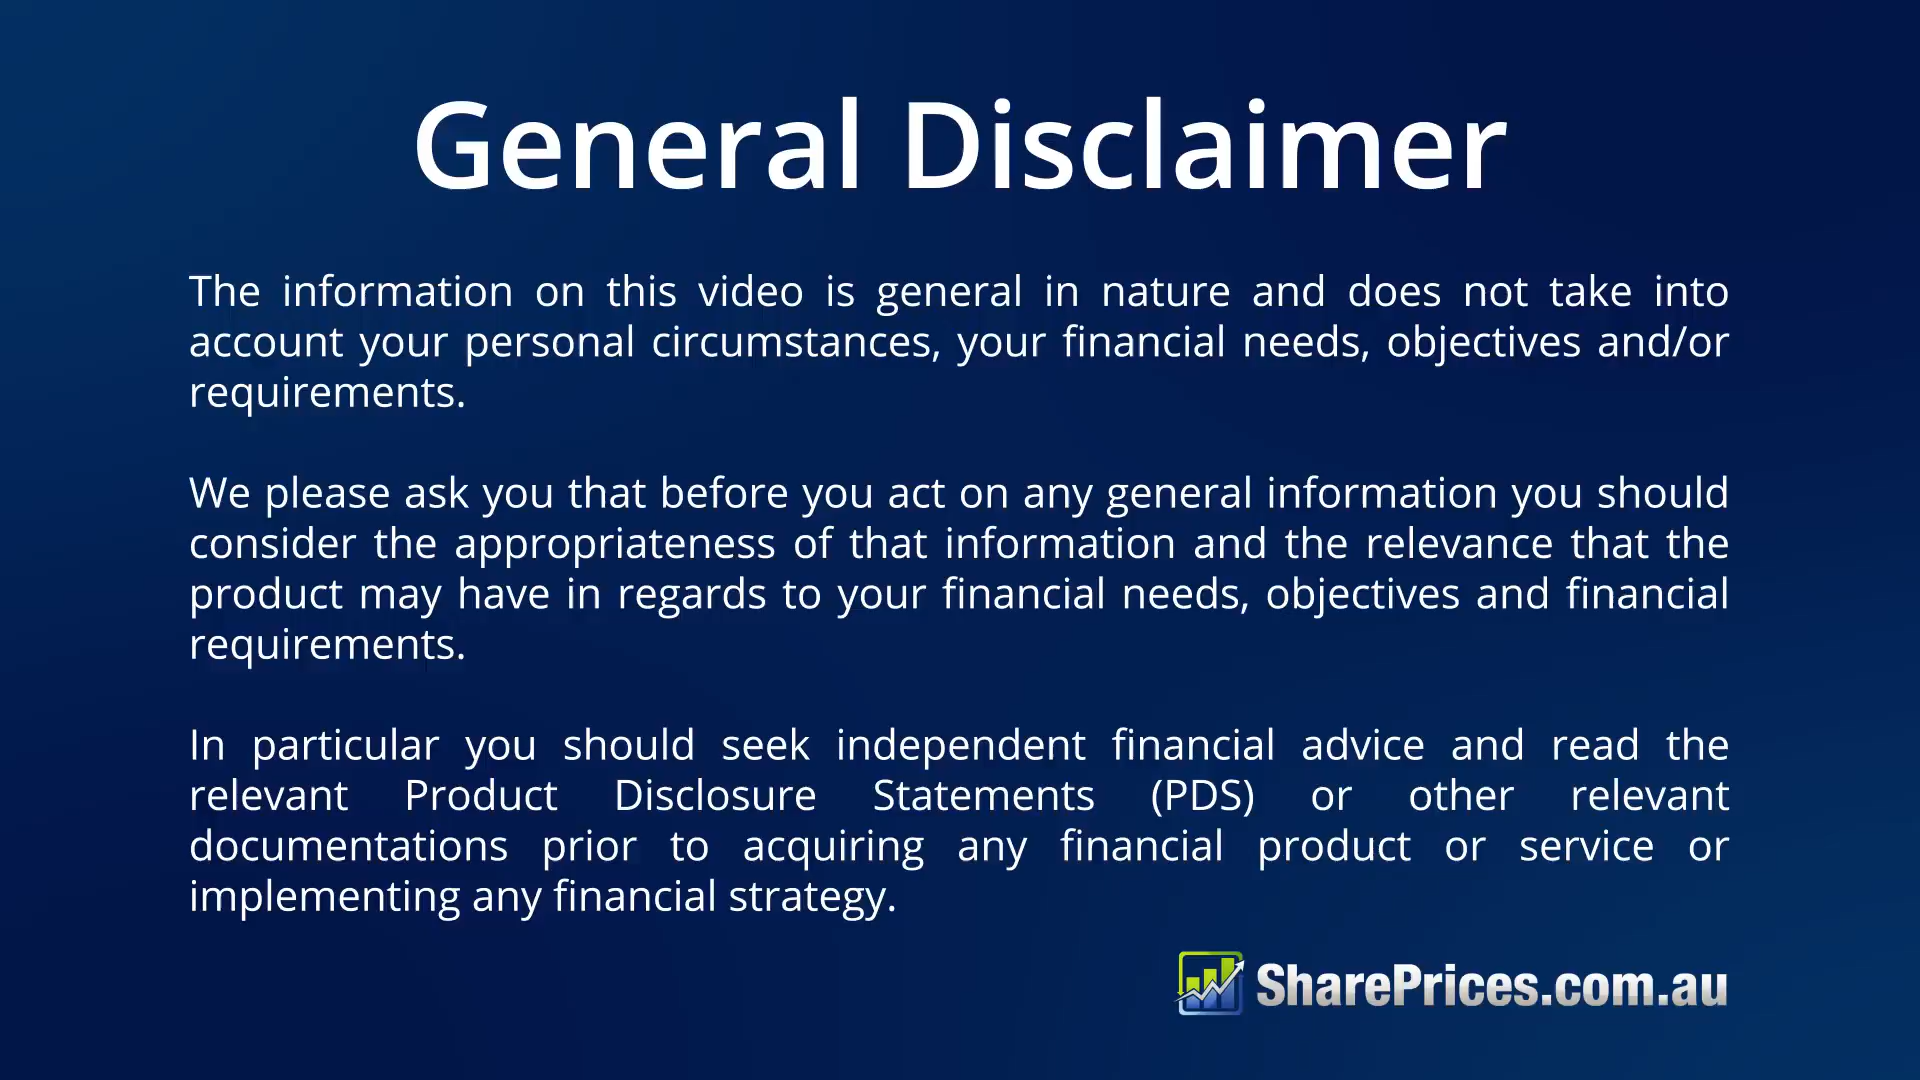 General Disclaimer
The information on this video is general in nature and does not take into
account your personal circumstances, your financial needs, objectives and/or
requirements.
We please ask you that before you act on any general information you should
consider the appropriateness of that information and the relevance that the
product may have in regards to your financial needs, objectives and financial
requirements.
In particular you should seek independent financial advice and read the
relevant Product Disclosure Statements (PDS) or other relevant
documentations prior to acquiring any financial product or service or
implementing any financial strategy.
SharePrices.com.au